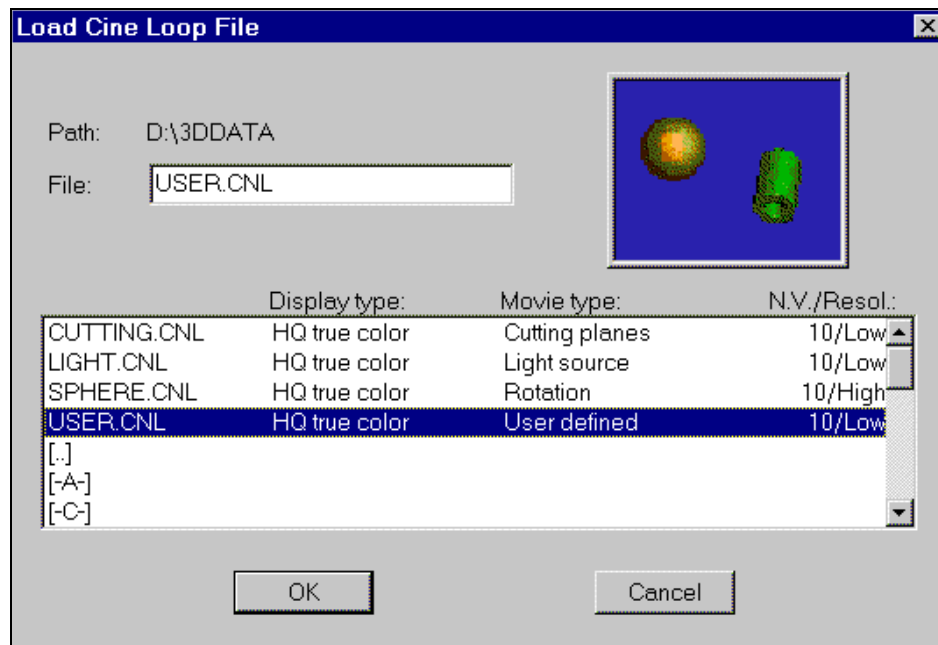 Load Cine Loop File
Path: D:\3DDATA
File: USER.CNL
Display type: Movie type: N.V./Resol.:
CUTTING.CNL HQ true color Cutting planes 10/Low
LIGHT.CNL HQ true color Light source 10/Low
SPHERE.CNL HQ true color Rotation 10/High
USER.CNL HQ true color User defined 10/Low
[..]
[-A-]
[-C-]
OK Cancel